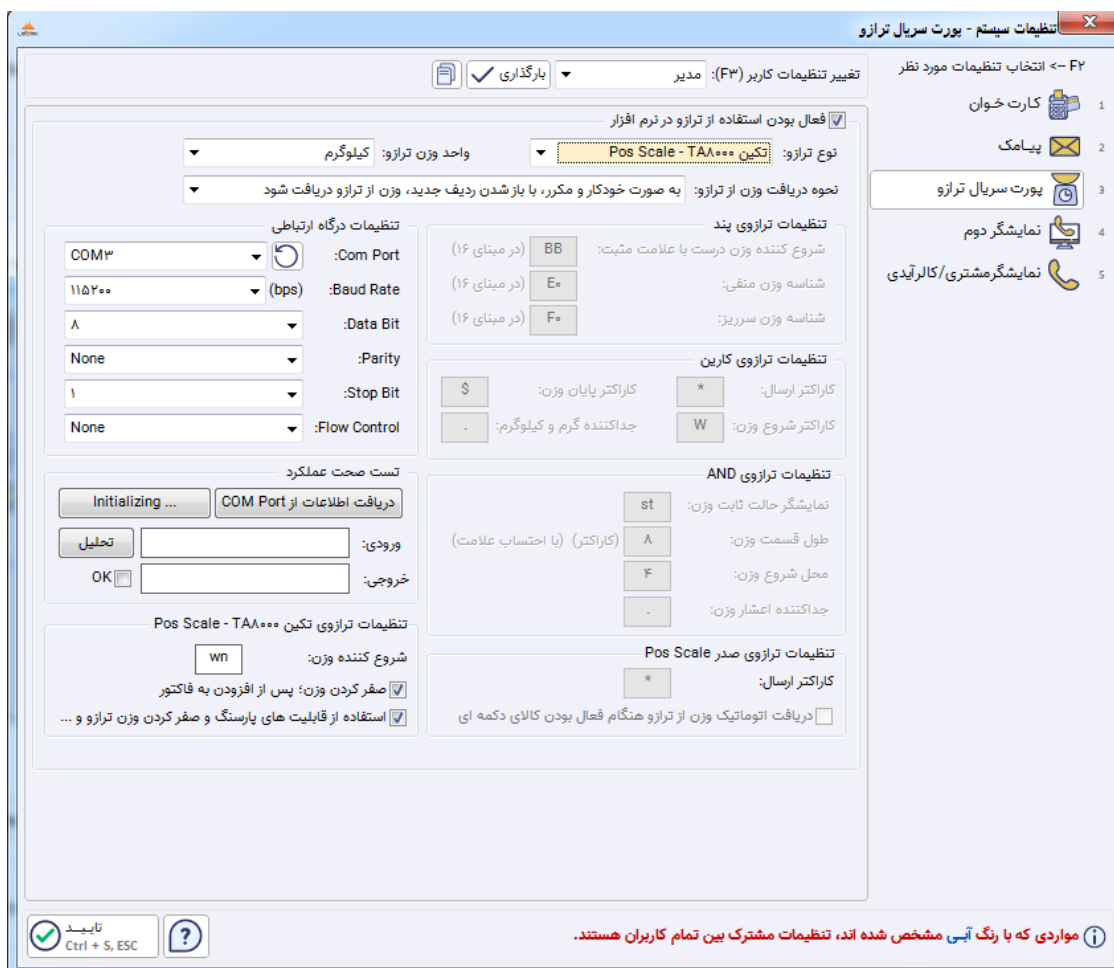 تنظیمات سیستم - پورت سریال ترازو
F۲ --> انتخاب تنظیمات مورد نظر
۱ کارت خوان
۲ پیـامک
۳ پورت سریال ترازو
۴ نمایشگر دوم
۵ نمایشگرمشتری/کالرآیدی
تغییر تنظیمات کاربر (F۳): مدیر بارگذاری
فعال بودن استفاده از ترازو در نرم افزار
نوع ترازو: تکین Pos Scale - TA۸۰۰۰ واحد وزن ترازو: کیلوگرم
نحوه دریافت وزن از ترازو: به صورت خودکار و مکرر، با باز شدن ردیف جدید، وزن از ترازو دریافت شود
تنظیمات ترازوی پند
شروع کننده وزن درست با علامت مثبت: BB (در مبنای ۱۶)
شناسه وزن منفی: E۰ (در مبنای ۱۶)
شناسه وزن سرریز: F۰ (در مبنای ۱۶)
تنظیمات ترازوی کارین
کاراکتر ارسال: * کاراکتر پایان وزن: $
کاراکتر شروع وزن: W جداکننده گرم و کیلوگرم: .
تنظیمات ترازوی AND
نمایشگر حالت ثابت وزن: st
طول قسمت وزن: ۸ (کاراکتر) (با احتساب علامت)
محل شروع وزن: ۴
جداکننده اعشار وزن: .
تنظیمات ترازوی صدر Pos Scale
کاراکتر ارسال: *
دریافت اتوماتیک وزن از ترازو هنگام فعال بودن کالای دکمه ای
تنظیمات درگاه ارتباطی
Com Port: COM۳
Baud Rate: (bps) ۱۱۵۲۰۰
Data Bit: ۸
Parity: None
Stop Bit: ۱
Flow Control: None
تست صحت عملکرد
دریافت اطلاعات از COM Port Initializing ...
ورودی: تحلیل
خروجی: OK
تنظیمات ترازوی تکین Pos Scale - TA۸۰۰۰
شروع کننده وزن: wn
صفر کردن وزن؛ پس از افزودن به فاکتور
استفاده از قابلیت های پارسنگ و صفر کردن وزن ترازو و ...
مواردی که با رنگ آبـی مشخص شده اند، تنظیمات مشترک بین تمام کاربران هستند.
تاییـد
Ctrl + S, ESC